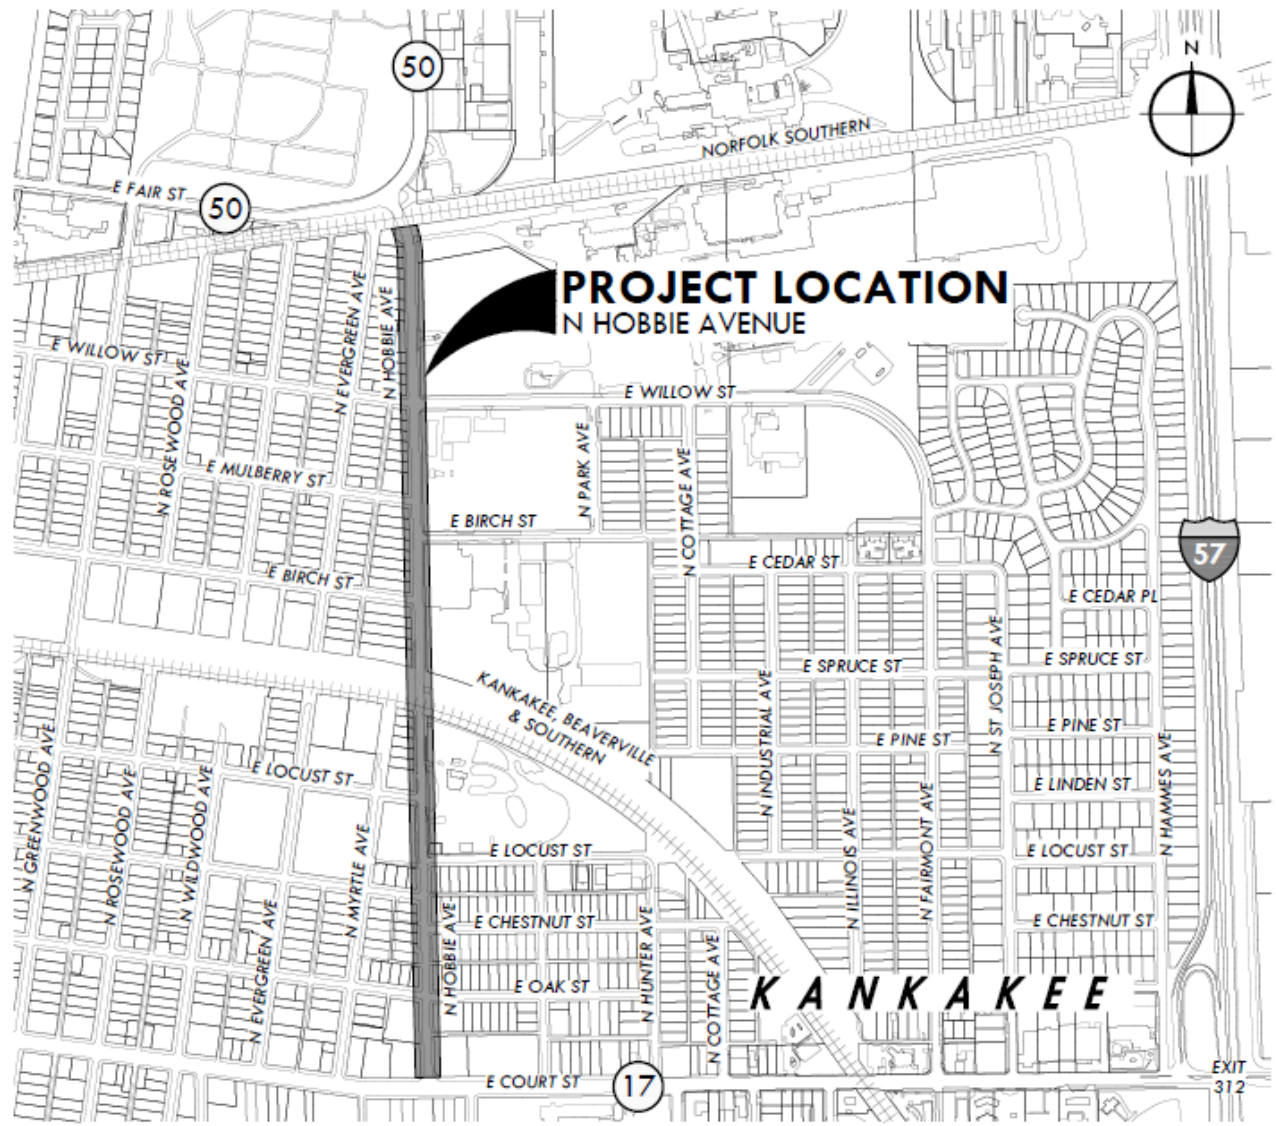 50
N
NORFOLK SOUTHERN
E FAIR ST
50
PROJECT LOCATION
N HOBBIE AVENUE
N EVERGREEN AVE
N HOBBIE AVE
E WILLOW ST
N ROSEWOOD AVE
E WILLOW ST
N PARK AVE
N COTTAGE AVE
E MULBERRY ST
E BIRCH ST
57
E CEDAR ST
E BIRCH ST
E CEDAR PL
N ST JOSEPH AVE
E SPRUCE ST
E SPRUCE ST
KANKAKEE, BEAVERVILLE
& SOUTHERN
N INDUSTRIAL AVE
E PINE ST
E PINE ST
N GREENWOOD AVE
E LOCUST ST
N HAMMES AVE
E LINDEN ST
N ROSEWOOD AVE
N WILDWOOD AVE
N MYRTLE AVE
N ILLINOIS AVE
N FAIRMONT AVE
E LOCUST ST
E LOCUST ST
N EVERGREEN AVE
N HOBBIE AVE
E CHESTNUT ST
N HUNTER AVE
N COTTAGE AVE
E CHESTNUT ST
E OAK ST
KANKAKEE
E COURT ST
17
EXIT
312